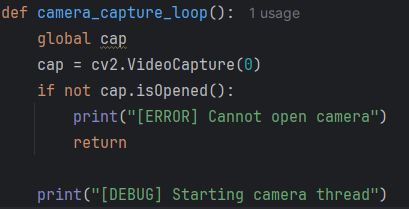 def camera_capture_loop(): 1 usage
    global cap
    cap = cv2.VideoCapture(0)
    if not cap.isOpened():
        print("[ERROR] Cannot open camera")
        return
    print("[DEBUG] Starting camera thread")